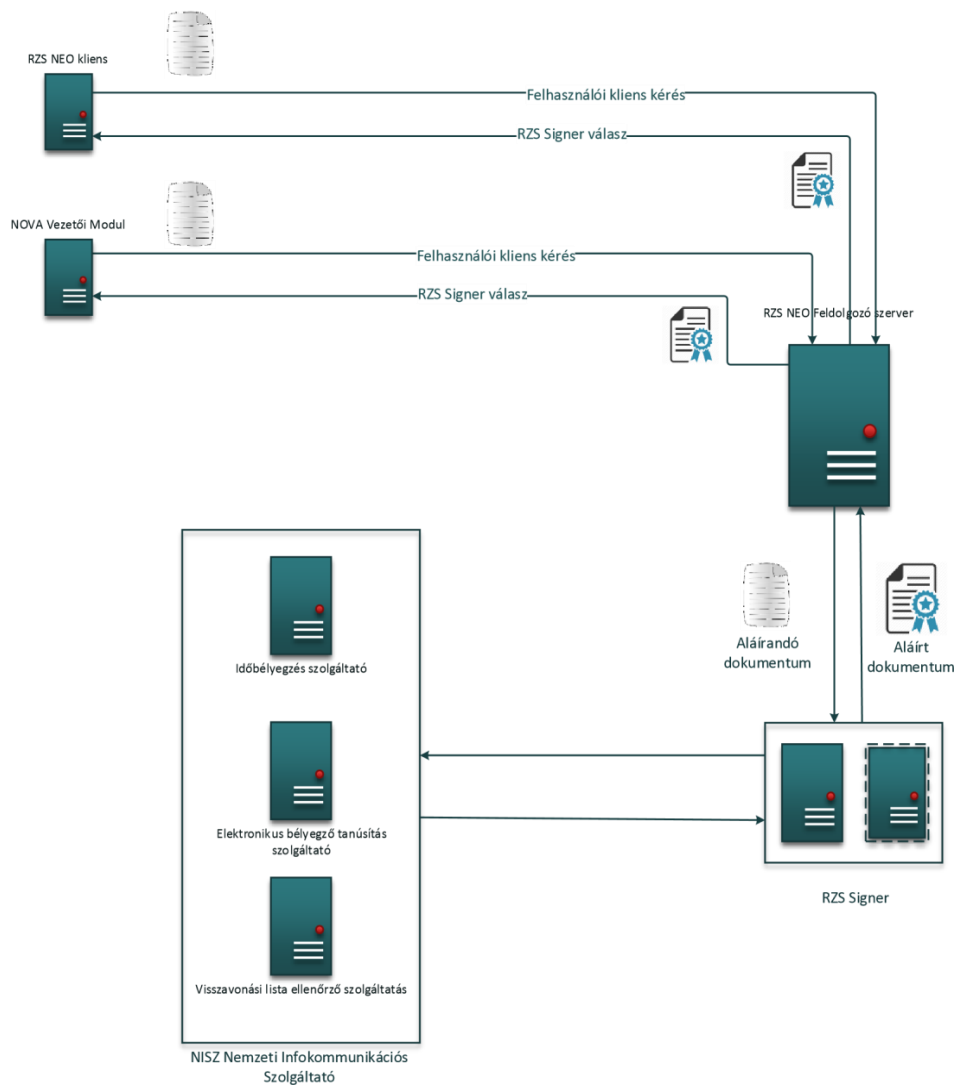 RZS NEO kliens
Felhasználói kliens kérés
RZS Signer válasz
NOVA Vezetői Modul
Felhasználói kliens kérés
RZS Signer válasz
RZS NEO Feldolgozó szerver
Időbélyegzés szolgáltató
Aláírandó
dokumentum
Aláírt
dokumentum
Elektronikus bélyegző tanúsítás
szolgáltató
RZS Signer
Visszavonási lista ellenőrző szolgáltatás
NISZ Nemzeti Infokommunikációs
Szolgáltató